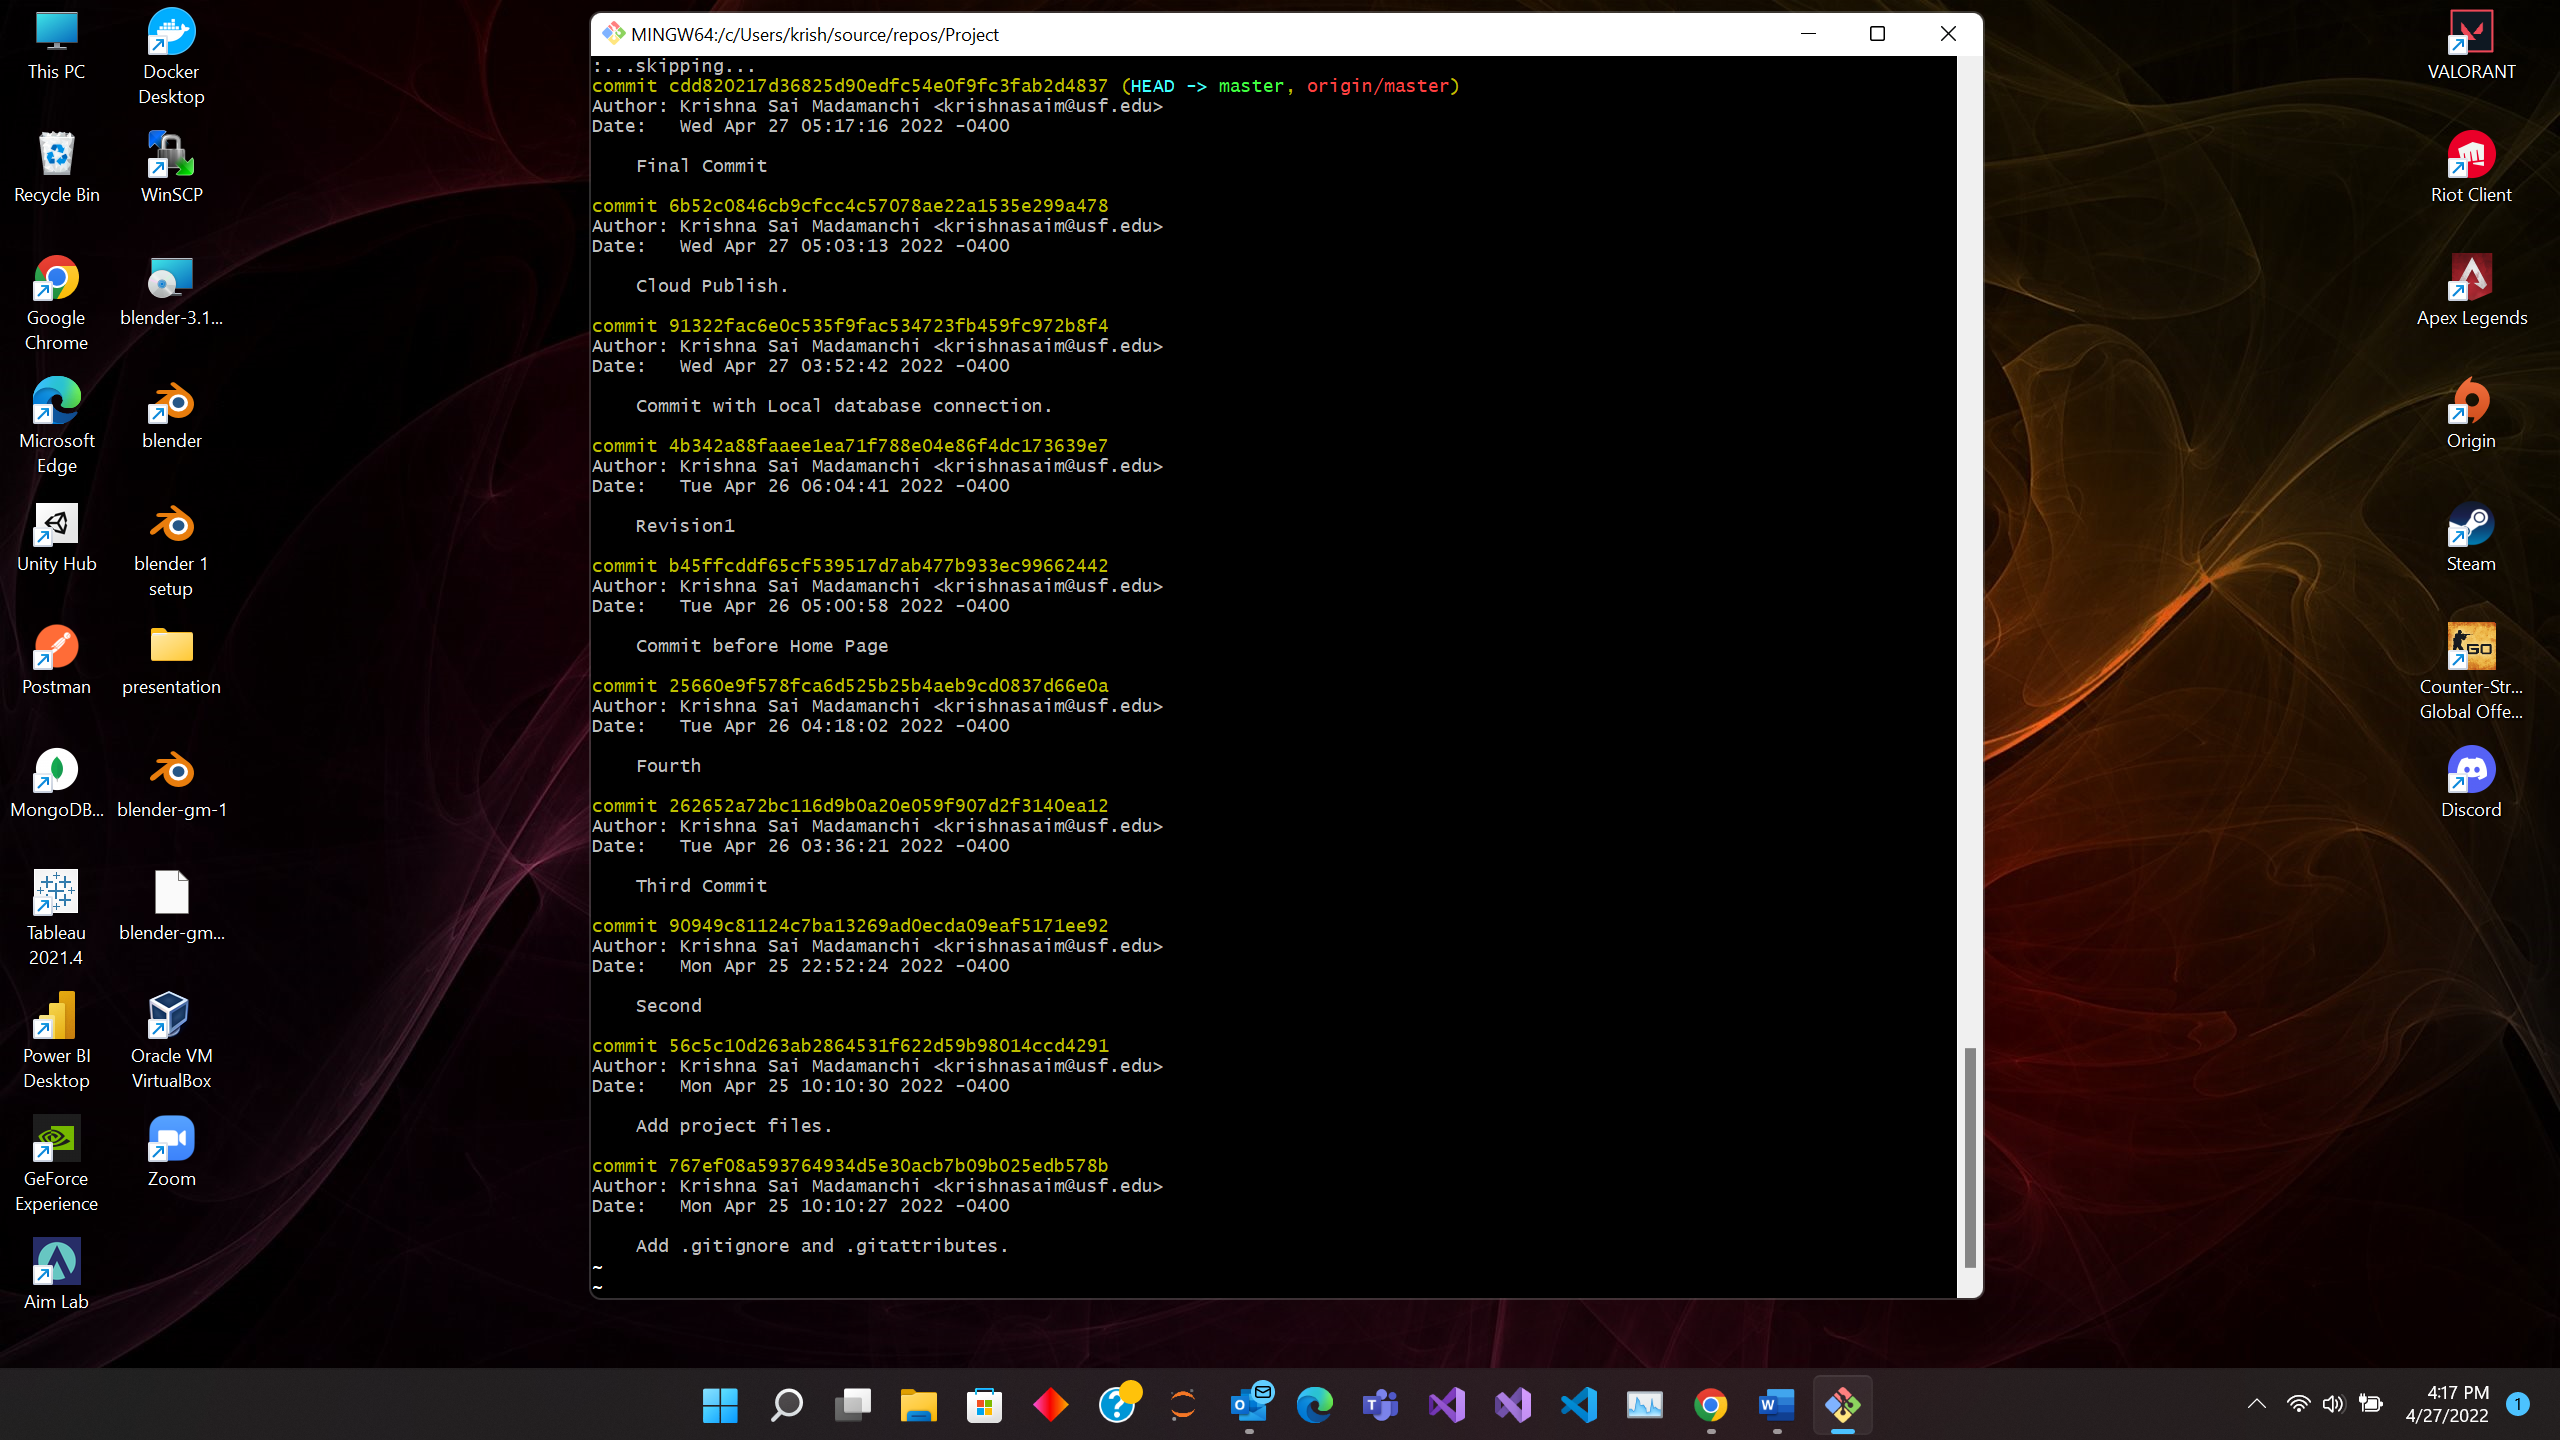 This PC
Docker
Desktop
Recycle Bin
WinSCP
Google
Chrome
blender-3.1...
Microsoft
Edge
blender
Unity Hub
blender 1
setup
Postman
presentation
MongoDB...
blender-gm-1
Tableau
2021.4
blender-gm...
Power BI
Desktop
Oracle VM
VirtualBox
GeForce
Experience
Zoom
Aim Lab
MINGW64:/c/Users/krish/source/repos/Project
:...skipping...
commit cdd820217d36825d90edfc54e0f9fc3fab2d4837 (HEAD -> master, origin/master)
Author: Krishna Sai Madamanchi <krishnasaim@usf.edu>
Date:   Wed Apr 27 05:17:16 2022 -0400
Final Commit
commit 6b52c0846cb9cfcc4c57078ae22a1535e299a478
Author: Krishna Sai Madamanchi <krishnasaim@usf.edu>
Date:   Wed Apr 27 05:03:13 2022 -0400
Cloud Publish.
commit 91322fac6e0c535f9fac534723fb459fc972b8f4
Author: Krishna Sai Madamanchi <krishnasaim@usf.edu>
Date:   Wed Apr 27 03:52:42 2022 -0400
Commit with Local database connection.
commit 4b342a88faaee1ea71f788e04e86f4dc173639e7
Author: Krishna Sai Madamanchi <krishnasaim@usf.edu>
Date:   Tue Apr 26 06:04:41 2022 -0400
Revision1
commit b45ffcddf65cf539517d7ab477b933ec99662442
Author: Krishna Sai Madamanchi <krishnasaim@usf.edu>
Date:   Tue Apr 26 05:00:58 2022 -0400
Commit before Home Page
commit 25660e9f578fca6d525b25b4aeb9cd0837d66e0a
Author: Krishna Sai Madamanchi <krishnasaim@usf.edu>
Date:   Tue Apr 26 04:18:02 2022 -0400
Fourth
commit 262652a72bc116d9b0a20e059f907d2f3140ea12
Author: Krishna Sai Madamanchi <krishnasaim@usf.edu>
Date:   Tue Apr 26 03:36:21 2022 -0400
Third Commit
commit 90949c81124c7ba13269ad0ecda09eaf5171ee92
Author: Krishna Sai Madamanchi <krishnasaim@usf.edu>
Date:   Mon Apr 25 22:52:24 2022 -0400
Second
commit 56c5c10d263ab2864531f622d59b98014ccd4291
Author: Krishna Sai Madamanchi <krishnasaim@usf.edu>
Date:   Mon Apr 25 10:10:30 2022 -0400
Add project files.
commit 767ef08a593764934d5e30acb7b09b025edb578b
Author: Krishna Sai Madamanchi <krishnasaim@usf.edu>
Date:   Mon Apr 25 10:10:27 2022 -0400
Add .gitignore and .gitattributes.
~
~
VALORANT
Riot Client
Apex Legends
Origin
Steam
GO
Counter-Str...
Global Offe...
Discord
4:17 PM
4/27/2022
1